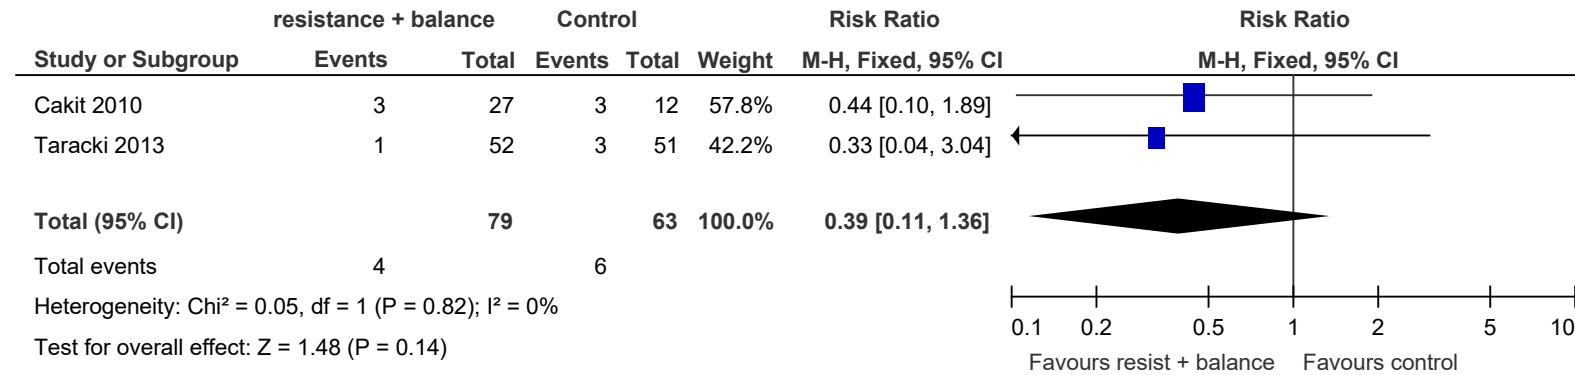 resistance + balance Control Risk Ratio Risk Ratio
Study or Subgroup Events Total Events Total Weight M-H, Fixed, 95% CI M-H, Fixed, 95% CI
Cakit 2010 3 27 3 12 57.8% 0.44 [0.10, 1.89]
Taracki 2013 1 52 3 51 42.2% 0.33 [0.04, 3.04]
Total (95% CI) 79 63 100.0% 0.39 [0.11, 1.36]
Total events 4 6
Heterogeneity: Chi² = 0.05, df = 1 (P = 0.82); I² = 0%
Test for overall effect: Z = 1.48 (P = 0.14)
0.1 0.2 0.5 1 2 5 10
Favours resist + balance Favours control